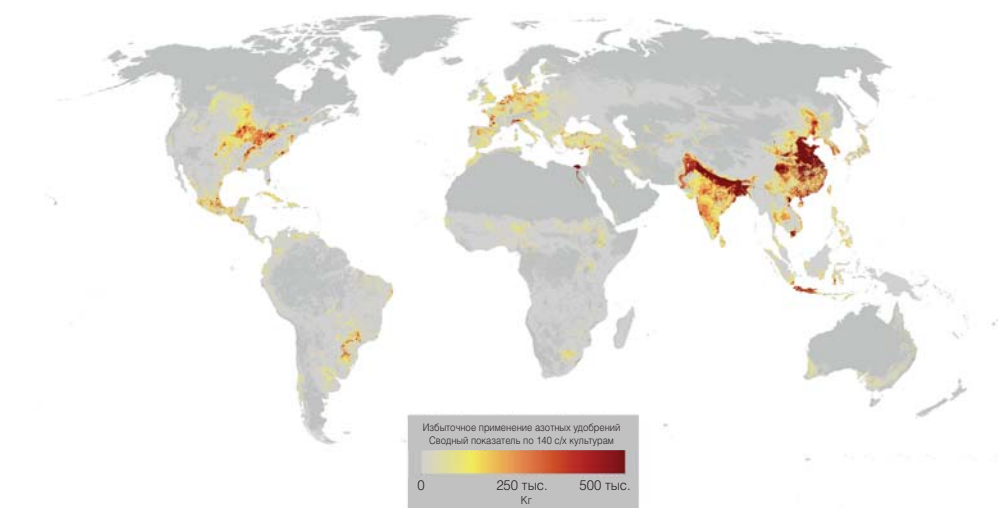 Избыточное применение азотных удобрений
Сводный показатель по 140 с/х культурам
0 250 тыс. 500 тыс.
Кг